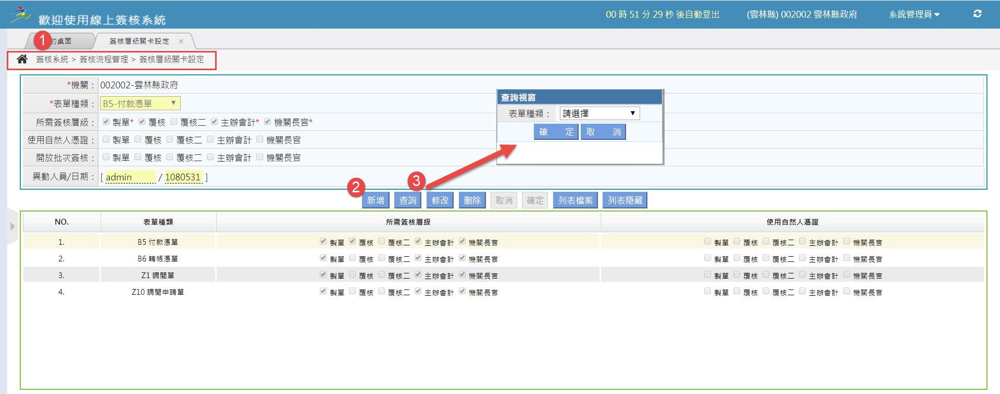 歡迎使用線上簽核系統
00 時 51 分 29 秒 後自動登出
(雲林縣) 002002 雲林縣政府
系統管理員
1
的桌面
簽核層級關卡設定 ×
簽核系統 > 簽核流程管理 > 簽核層級關卡設定
*機關： 002002-雲林縣政府
*表單種類： B5-付款憑單
所需簽核層級： 製單* 覆核 覆核二 主辦會計* 機關長官*
使用自然人憑證： 製單 覆核 覆核二 主辦會計 機關長官
開放批次簽核： 製單 覆核 覆核二 主辦會計 機關長官
異動人員/日期： [ admin / 1080531 ]
查詢視窗
表單種類： 請選擇
確 定 取 消
2
3
新增 查詢 修改 刪除 取消 確定 列表檔案 列表隱藏
NO. 表單種類 所需簽核層級 使用自然人憑證
1. B5 付款憑單 製單 覆核 覆核二 主辦會計 機關長官 製單 覆核 覆核二 主辦會計 機關長官
2. B6 轉帳憑單 製單 覆核 覆核二 主辦會計 機關長官 製單 覆核 覆核二 主辦會計 機關長官
3. Z1 調閱單 製單 覆核 覆核二 主辦會計 機關長官 製單 覆核 覆核二 主辦會計 機關長官
4. Z10 調閱申請單 製單 覆核 覆核二 主辦會計 機關長官 製單 覆核 覆核二 主辦會計 機關長官